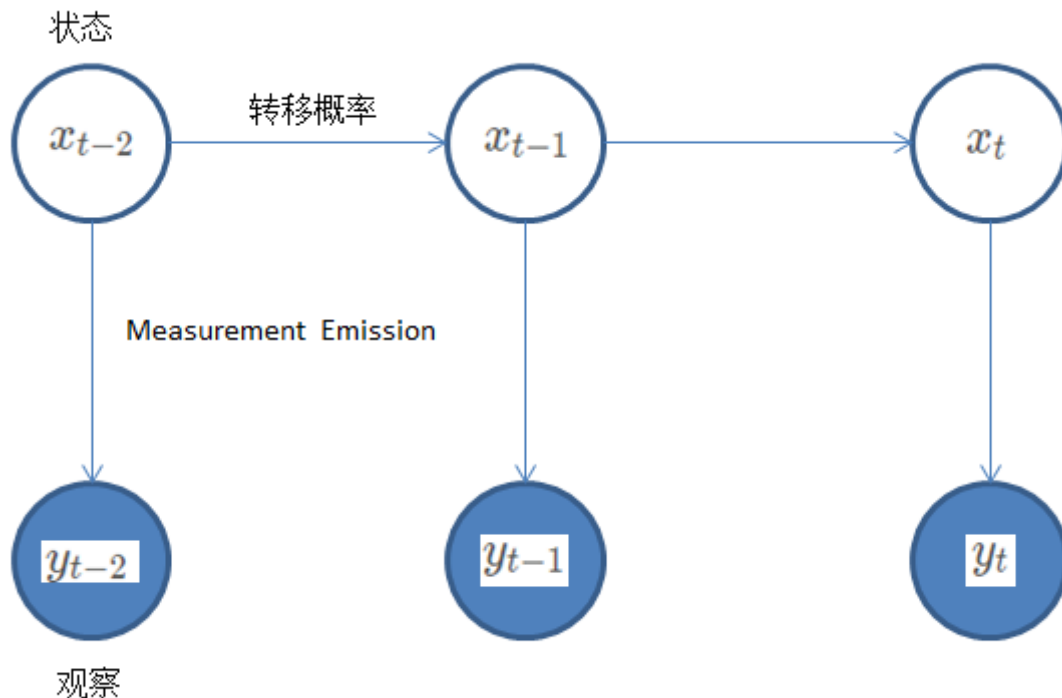 状态
转移概率
x_{t-2}
x_{t-1}
x_t
Measurement Emission
y_{t-2}
y_{t-1}
y_t
观察